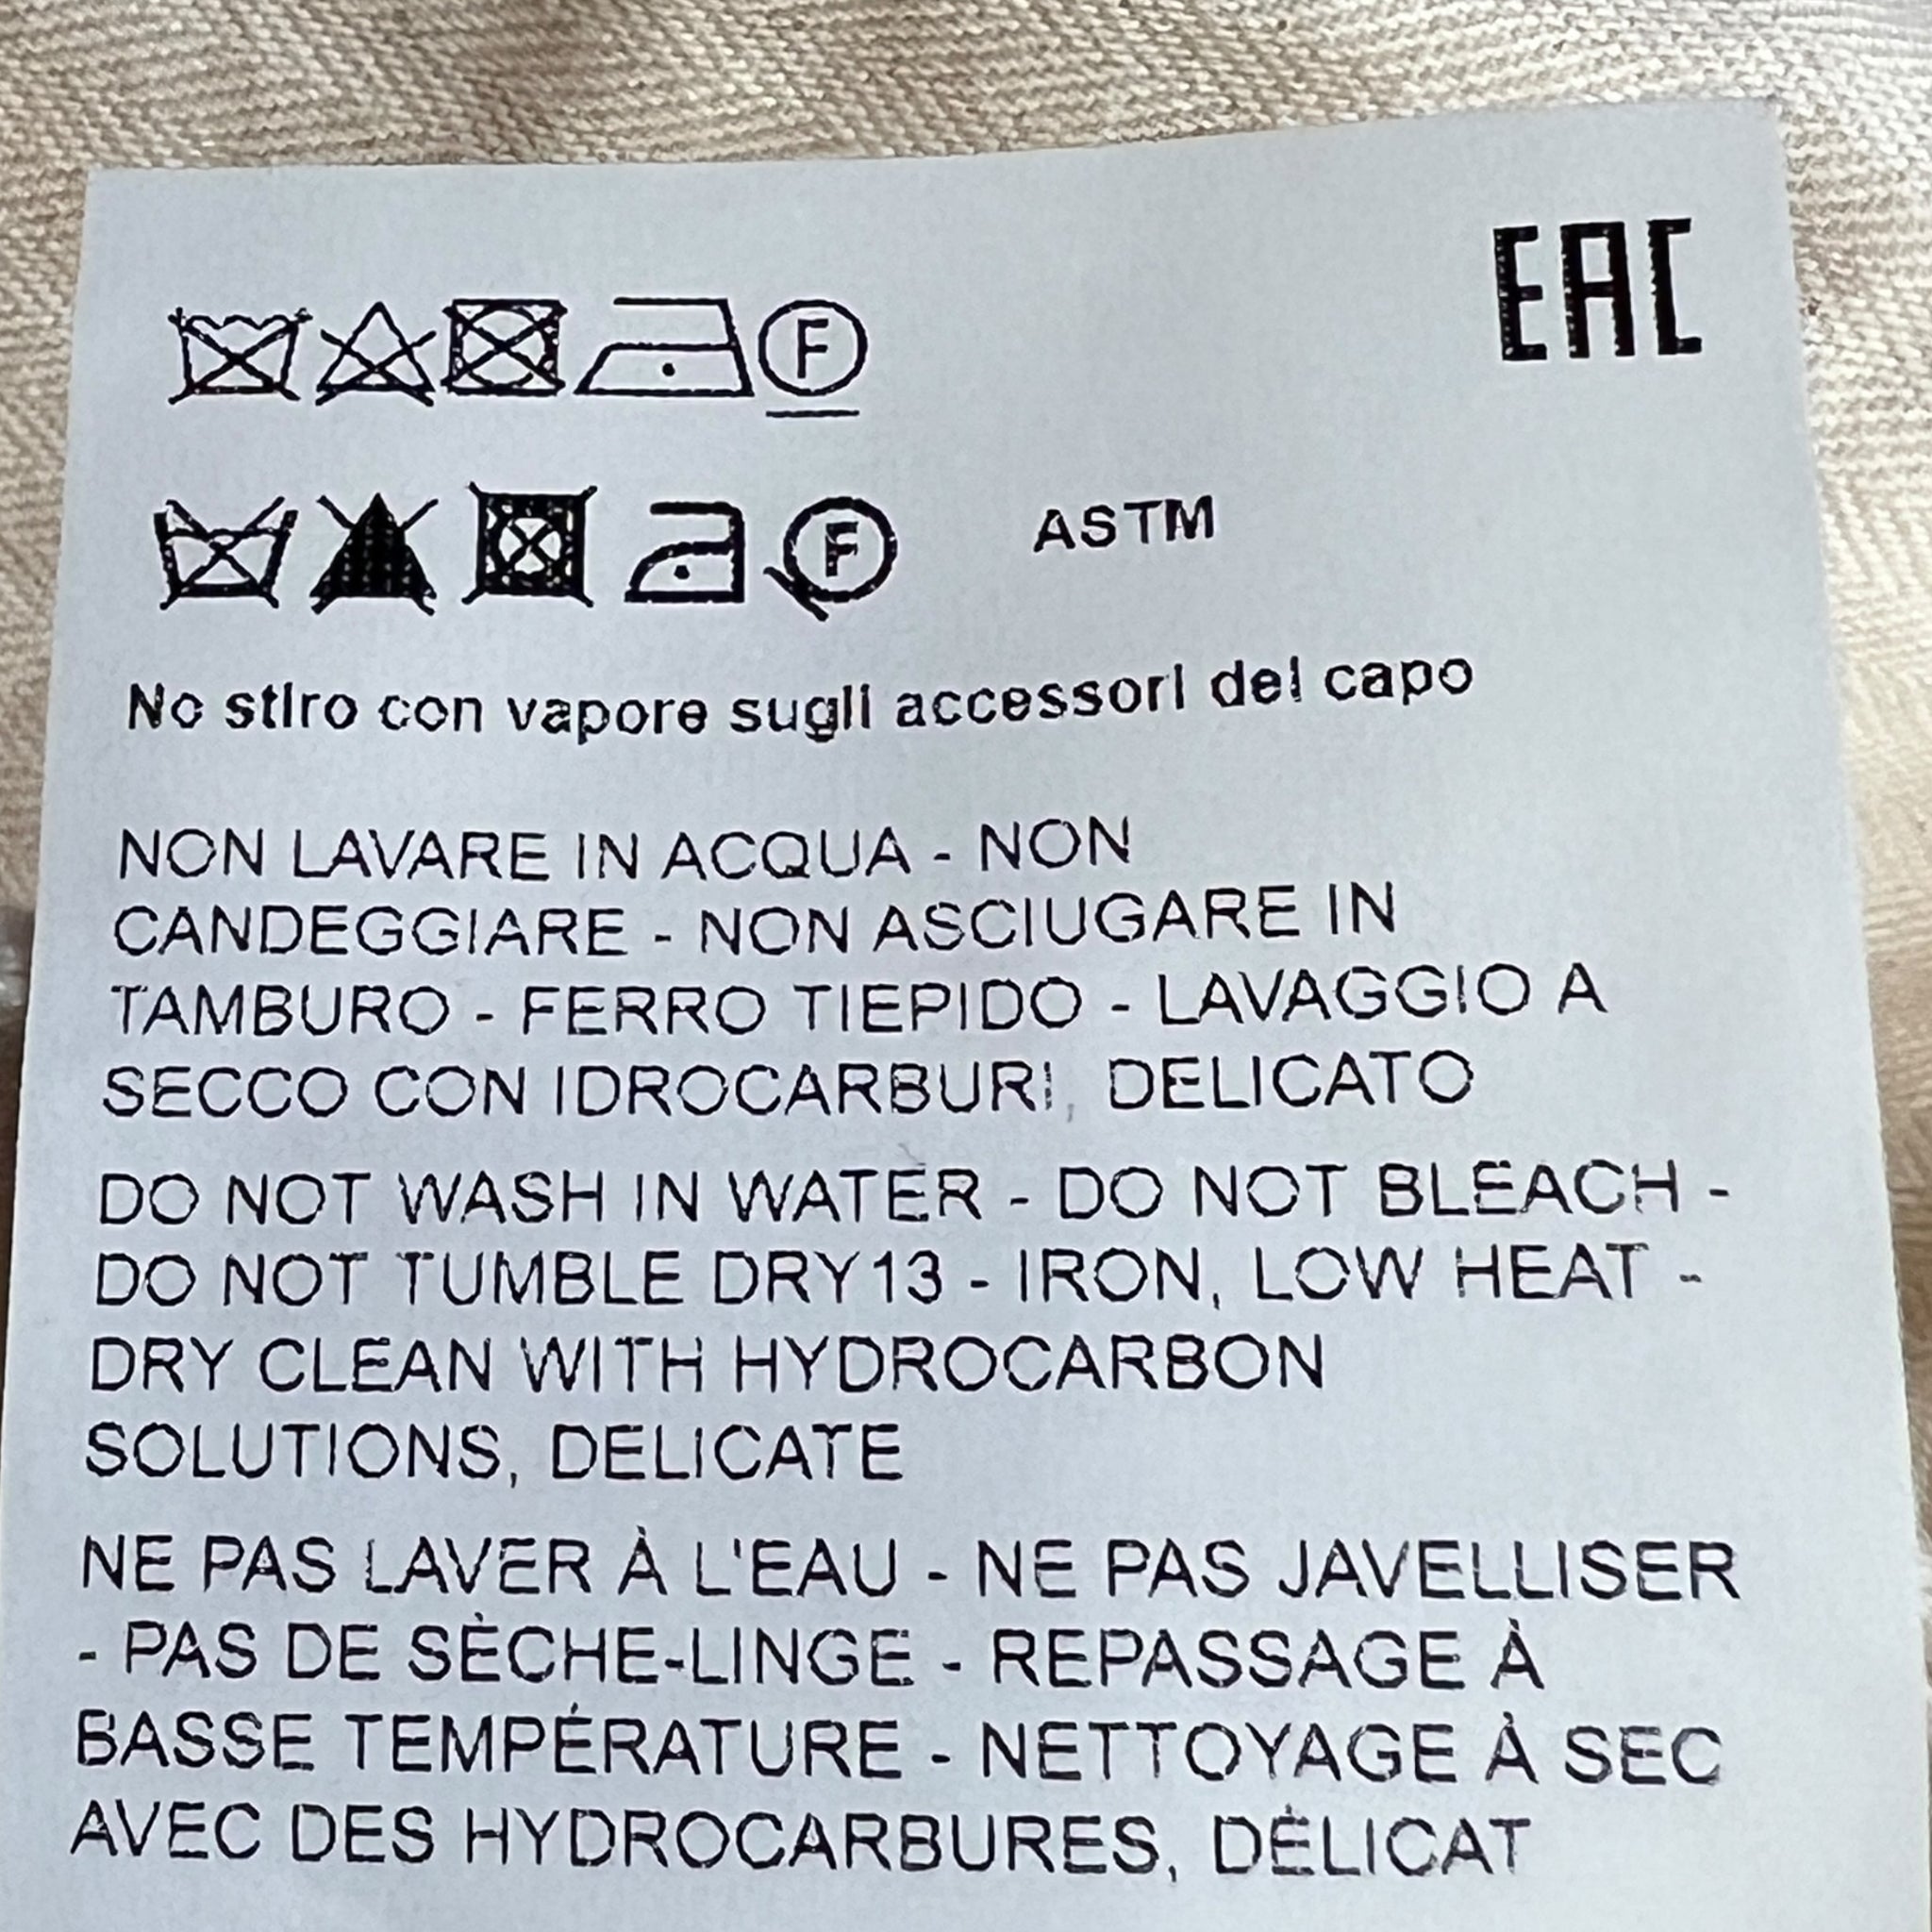 EAC
F
F ASTM
No stiro con vapore sugli accessori del capo
NON LAVARE IN ACQUA - NON
CANDEGGIARE - NON ASCIUGARE IN
TAMBURO - FERRO TIEPIDO - LAVAGGIO A
SECCO CON IDROCARBURI, DELICATO
DO NOT WASH IN WATER - DO NOT BLEACH -
DO NOT TUMBLE DRY13 - IRON, LOW HEAT -
DRY CLEAN WITH HYDROCARBON
SOLUTIONS, DELICATE
NE PAS LAVER À L'EAU - NE PAS JAVELLISER
- PAS DE SÈCHE-LINGE - REPASSAGE À
BASSE TEMPÉRATURE - NETTOYAGE À SEC
AVEC DES HYDROCARBURES, DÉLICAT